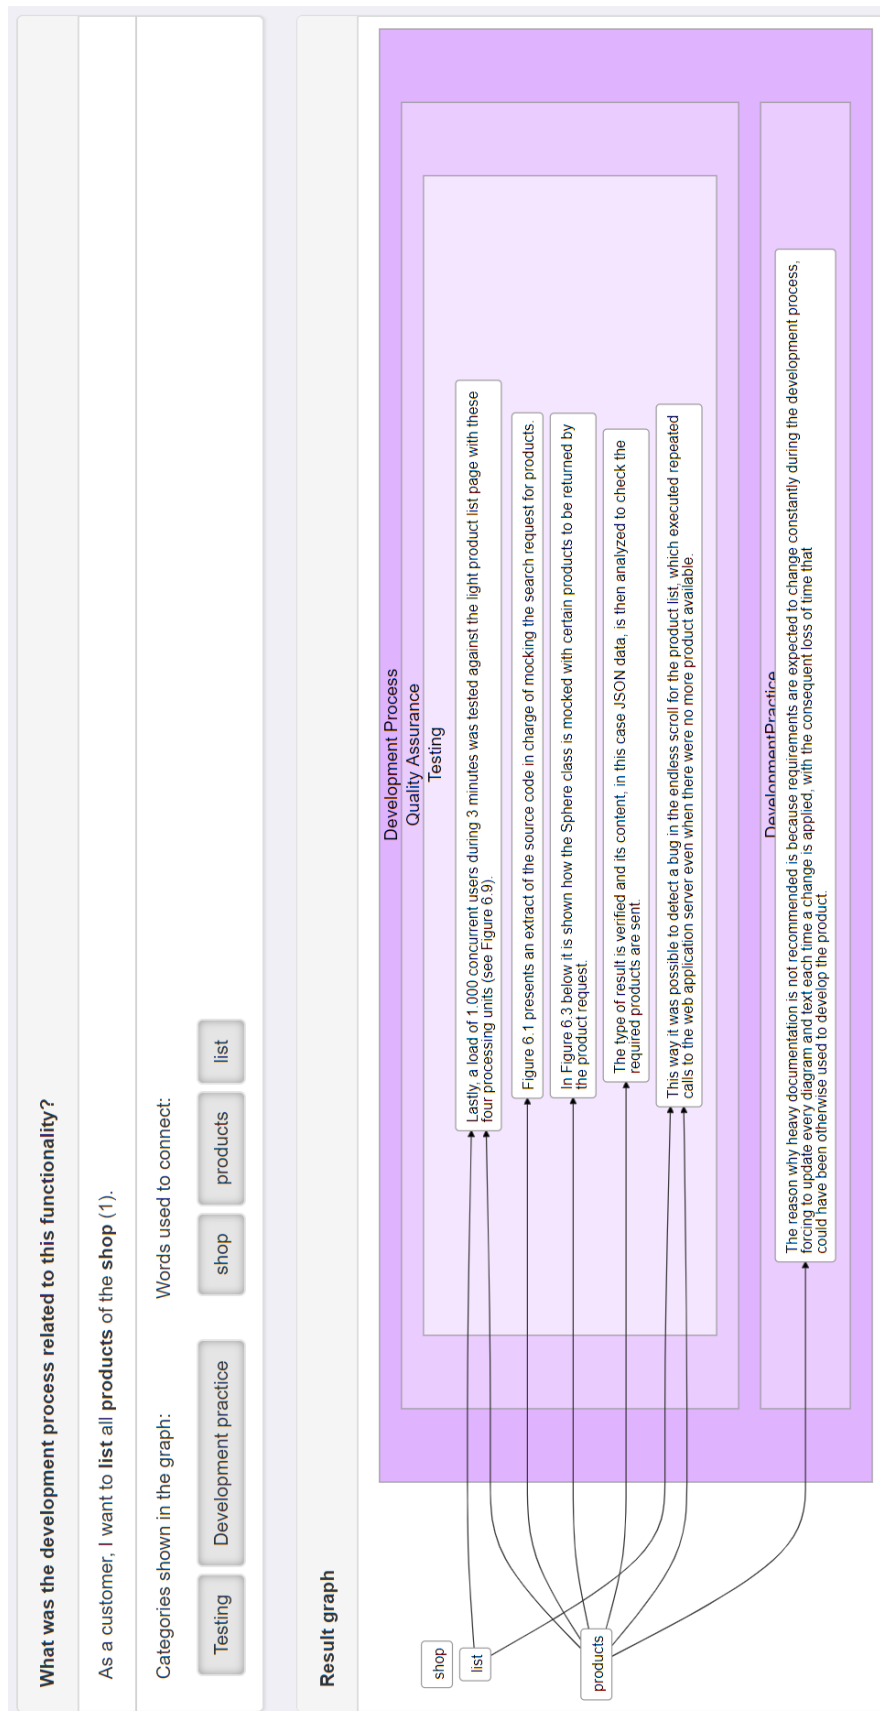 What was the development process related to this functionality?
As a customer, I want to list all products of the shop (1).
Categories shown in the graph:
Words used to connect:
Testing
Development practice
shop
products
list
Result graph
shop
list
products
Development Process
Quality Assurance
Testing
Lastly, a load of 1.000 concurrent users during 3 minutes was tested against the light product list page with these
four processing units (see Figure 6.9).
Figure 6.1 presents an extract of the source code in charge of mocking the search request for products.
In Figure 6.3 below it is shown how the Sphere class is mocked with certain products to be returned by
the product request.
The type of result is verified and its content, in this case JSON data, is then analyzed to check the
required products are sent.
This way it was possible to detect a bug in the endless scroll for the product list, which executed repeated
calls to the web application server even when there were no more product available.
DevelopmentPractice
The reason why heavy documentation is not recommended is because requirements are expected to change constantly during the development process,
forcing to update every diagram and text each time a change is applied, with the consequent loss of time that
could have been otherwise used to develop the product.